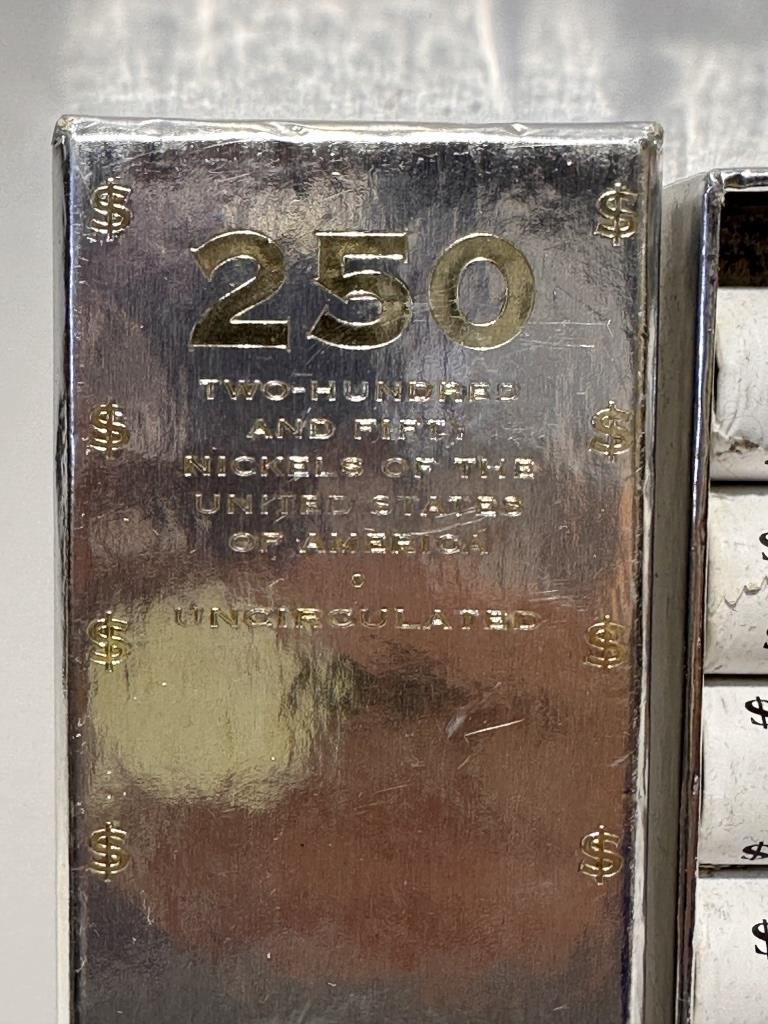 $ $
250
TWO-HUNDRED
$ AND FIFTY $
NICKELS OF THE
UNITED STATES
OF AMERICA
UNCIRCULATED
$ $
$ $
$
$
$
$